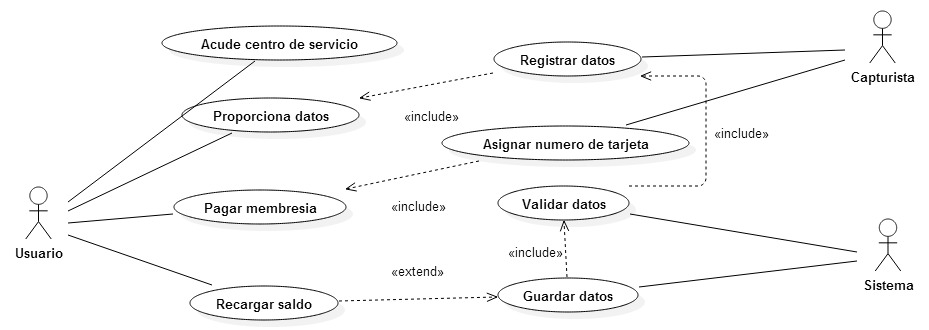 Acude centro de servicio
Registrar datos
Capturista
Proporciona datos
«include»
«include»
Asignar numero de tarjeta
Pagar membresia
«include»
Validar datos
Usuario
«include»
«extend»
Sistema
Recargar saldo
Guardar datos